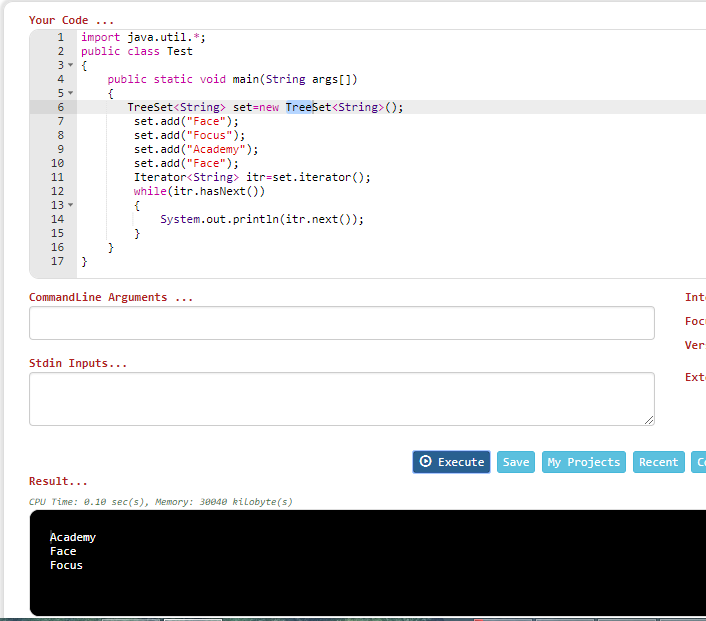 Your Code ...
1 import java.util.*;
2 public class Test
3 {
4 public static void main(String args[])
5 {
6 TreeSet<String> set=new TreeSet<String>();
7 set.add("Face");
8 set.add("Focus");
9 set.add("Academy");
10 set.add("Face");
11 Iterator<String> itr=set.iterator();
12 while(itr.hasNext())
13 {
14 System.out.println(itr.next());
15 }
16 }
17 }
CommandLine Arguments ...
Inte
Foc
Ver
Stdin Inputs...
Ext
Execute Save My Projects Recent
Result...
CPU Time: 0.10 sec(s), Memory: 30040 kilobyte(s)
Academy
Face
Focus